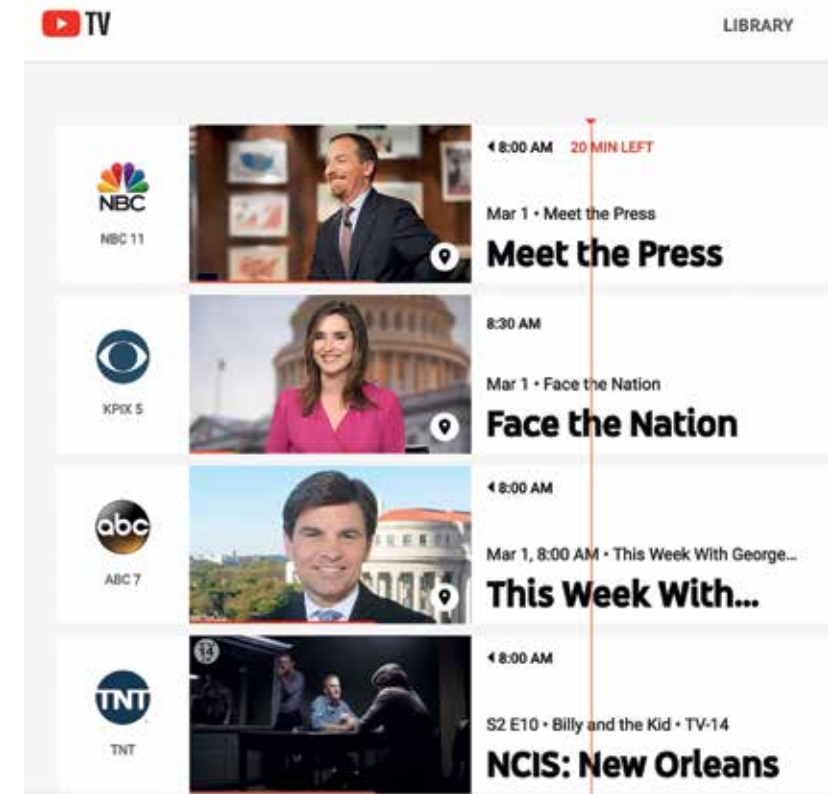 TV
LIBRARY
8:00 AM 20 MIN LEFT
NBC
NBC 11
Mar 1 • Meet the Press
Meet the Press
8:30 AM
KPIX 5
Mar 1 • Face the Nation
Face the Nation
8:00 AM
abc
ABC 7
Mar 1, 8:00 AM • This Week With George...
This Week With...
TV
14
8:00 AM
TNT
TNT
S2 E10 • Billy and the Kid • TV-14
NCIS: New Orleans